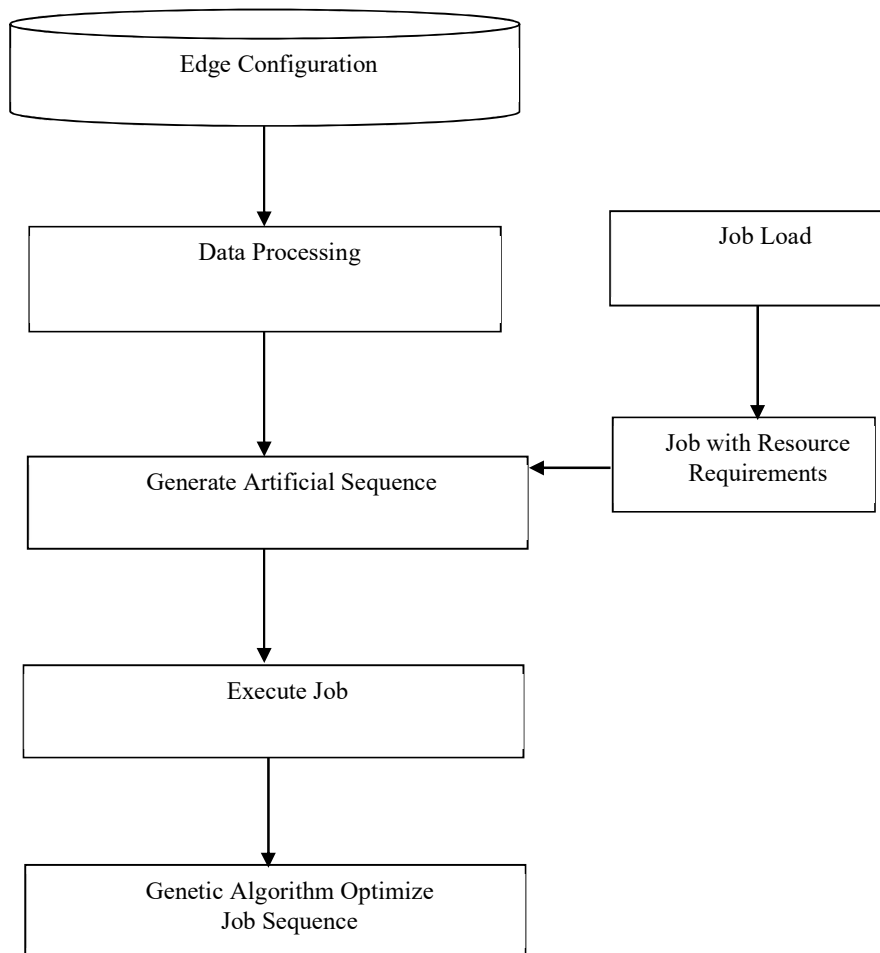 Edge Configuration
Data Processing
Job Load
Job with Resource
Requirements
Generate Artificial Sequence
Execute Job
Genetic Algorithm Optimize
Job Sequence